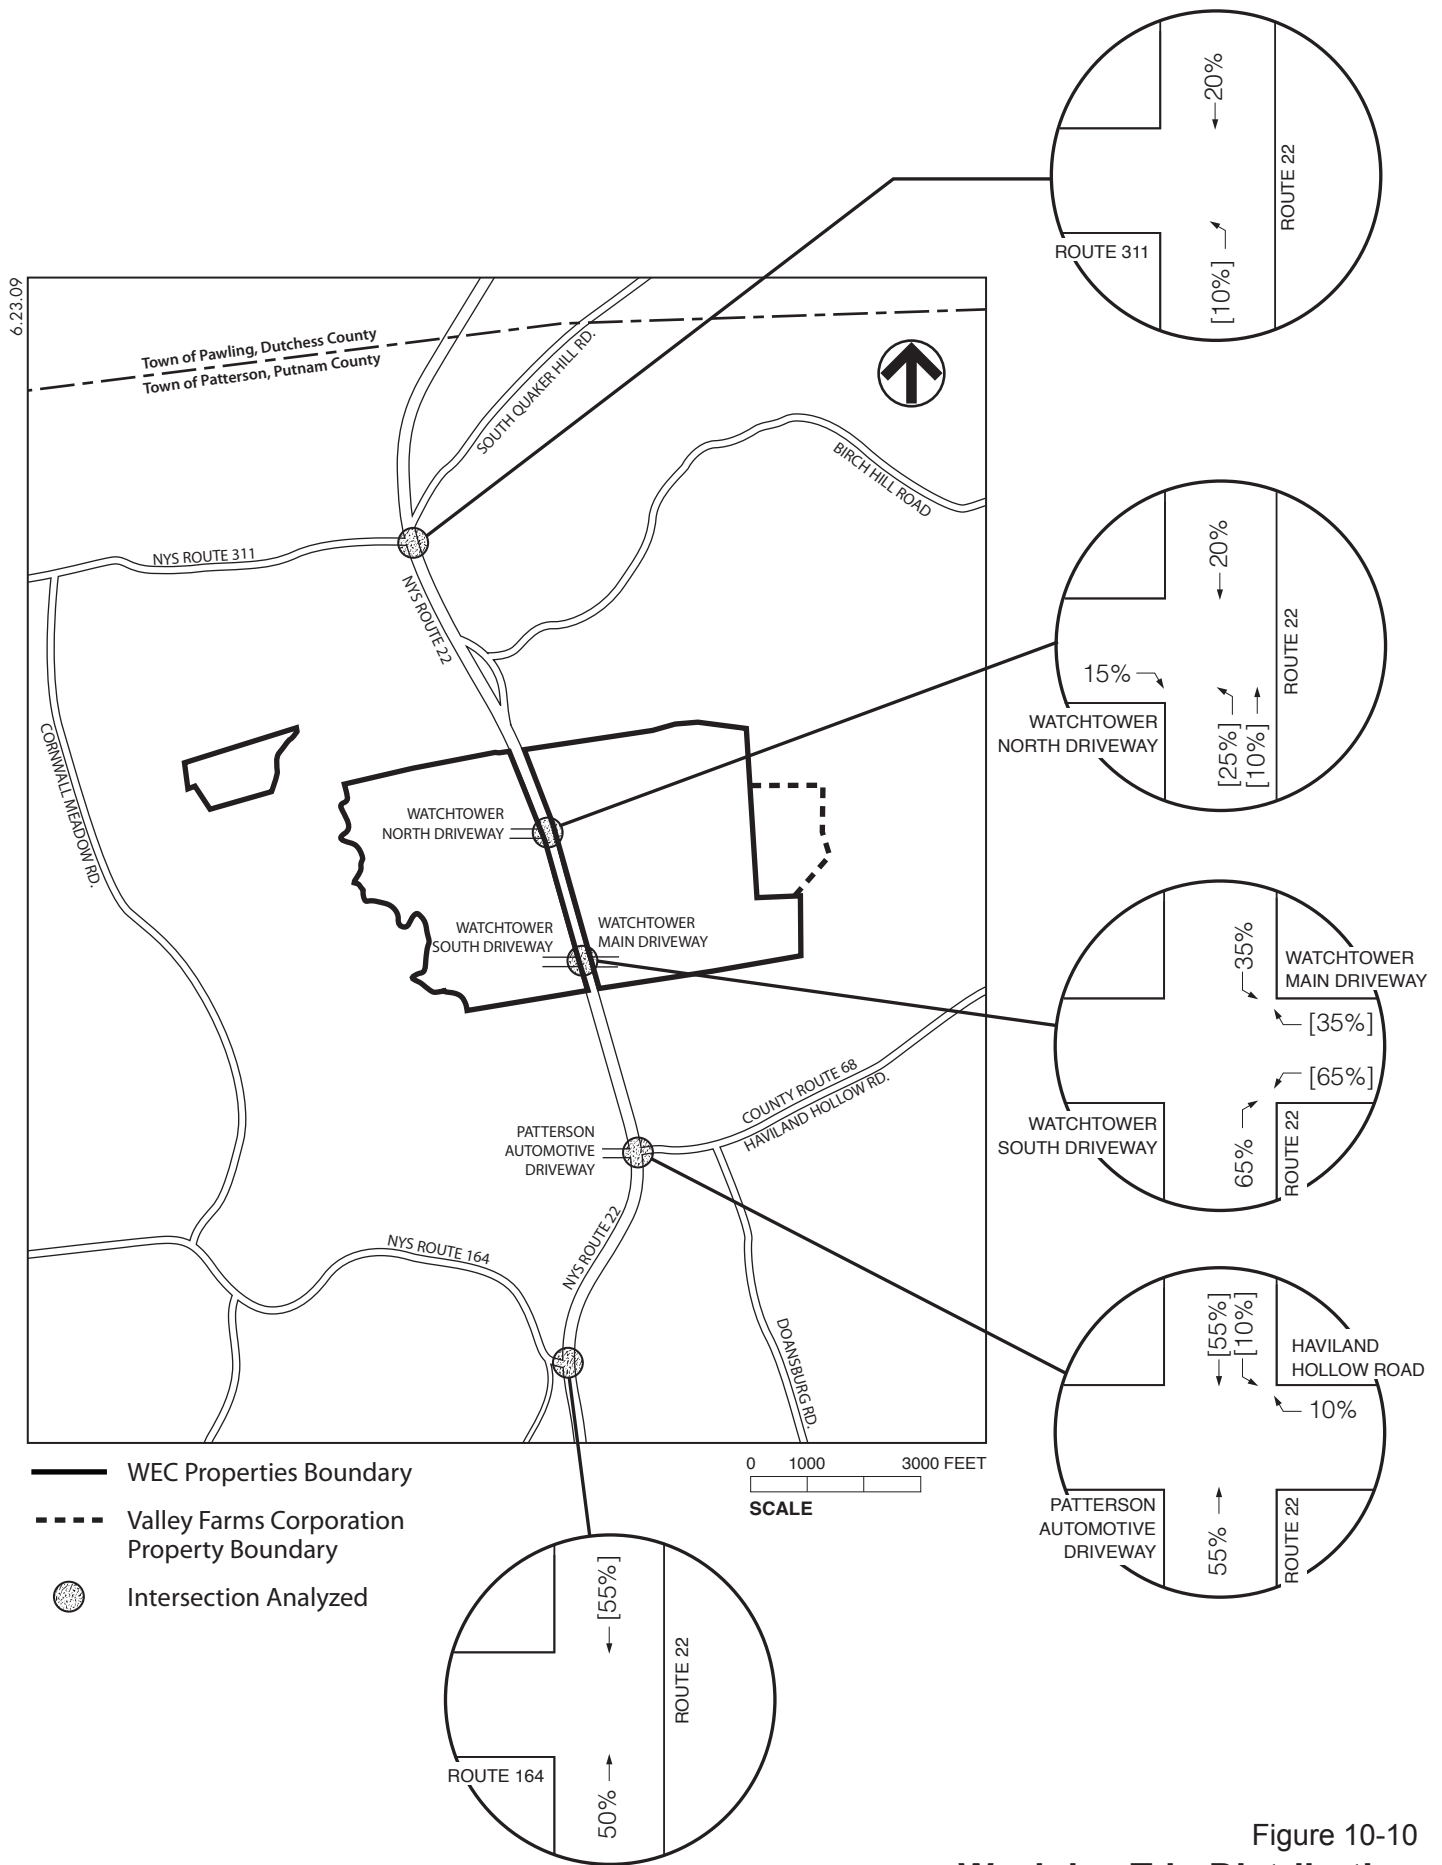 6.23.09
20%
ROUTE 22
ROUTE 311
[10%]
Town of Pawling, Dutchess County
Town of Patterson, Putnam County
SOUTH QUAKER HILL RD.
BIRCH HILL ROAD
NYS ROUTE 311
NYS ROUTE 22
20%
ROUTE 22
15%
WATCHTOWER
NORTH DRIVEWAY
[25%]
[10%]
CORNWALL MEADOW RD.
WATCHTOWER
NORTH DRIVEWAY
WATCHTOWER
SOUTH DRIVEWAY
WATCHTOWER
MAIN DRIVEWAY
35%
WATCHTOWER
MAIN DRIVEWAY
[35%]
[65%]
WATCHTOWER
SOUTH DRIVEWAY
65%
ROUTE 22
COUNTY ROUTE 68
HAVILAND HOLLOW RD.
PATTERSON
AUTOMOTIVE
DRIVEWAY
NYS ROUTE 164
NYS ROUTE 22
DOANSBURG RD.
[55%]
[10%]
HAVILAND
HOLLOW ROAD
10%
PATTERSON
AUTOMOTIVE
DRIVEWAY
55%
ROUTE 22
WEC Properties Boundary
Valley Farms Corporation
Property Boundary
Intersection Analyzed
0 1000 3000 FEET
SCALE
[55%]
ROUTE 22
ROUTE 164
50%
Figure 10-10